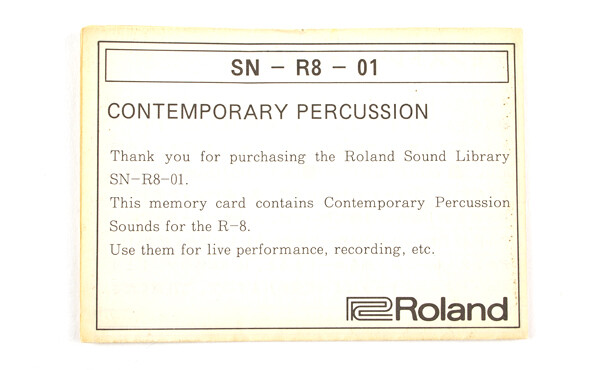 SN – R8 – 01
CONTEMPORARY PERCUSSION
Thank you for purchasing the Roland Sound Library
SN–R8–01.
This memory card contains Contemporary Percussion
Sounds for the R–8.
Use them for live performance, recording, etc.
Roland